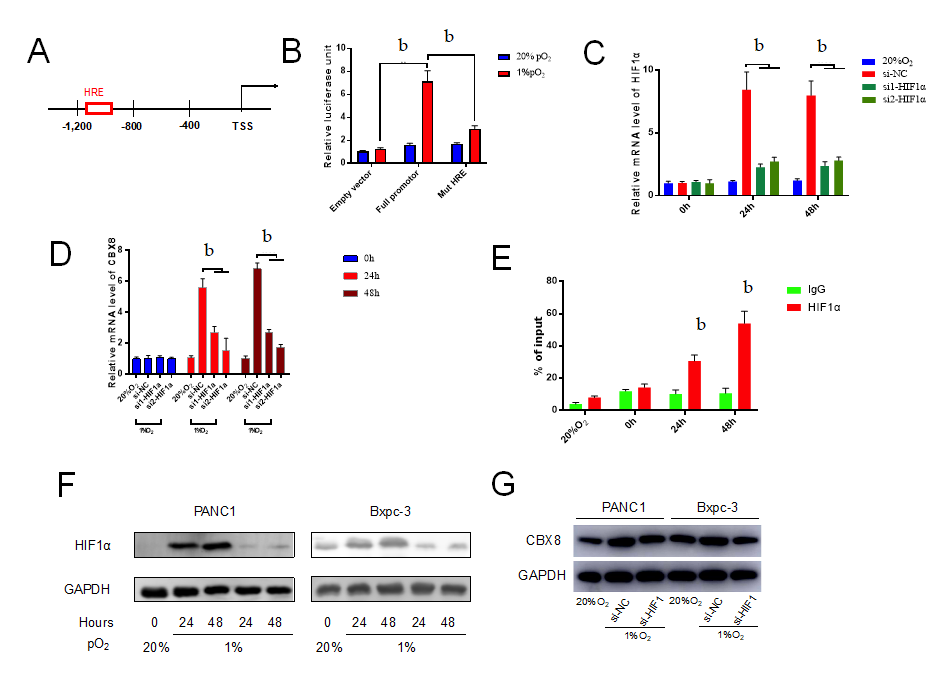 A
HRE
-1,200
-800
-400
TSS
B
Relative luciferase unit
10
8
6
4
2
0
b
b
20% pO2
1%pO2
Empty vector
Full promotor
Mut HRE
C
Relative mRNA level of HIF1α
10
5
0
b
b
20%O2
si-NC
si1-HIF1α
si2-HIF1α
0h
24h
48h
D
Relative mRNA level of CBX8
8
6
4
2
0
b
b
0h
24h
48h
20%O2
si-NC
si1-HIF1a
si2-HIF1a
20%O2
si-NC
si1-HIF1a
si2-HIF1a
20%O2
si-NC
si1-HIF1a
si2-HIF1a
1%O2
1%O2
1%O2
E
% of input
80
60
40
20
0
b
b
IgG
HIF1α
20%O2
0h
24h
48h
F
PANC1
Bxpc-3
HIF1α
GAPDH
Hours
0
24
48
24
48
0
24
48
24
48
pO2
20%
1%
20%
1%
G
PANC1
Bxpc-3
CBX8
GAPDH
20%O2
si-NC
si-HIF1
20%O2
si-NC
si-HIF1
1%O2
1%O2